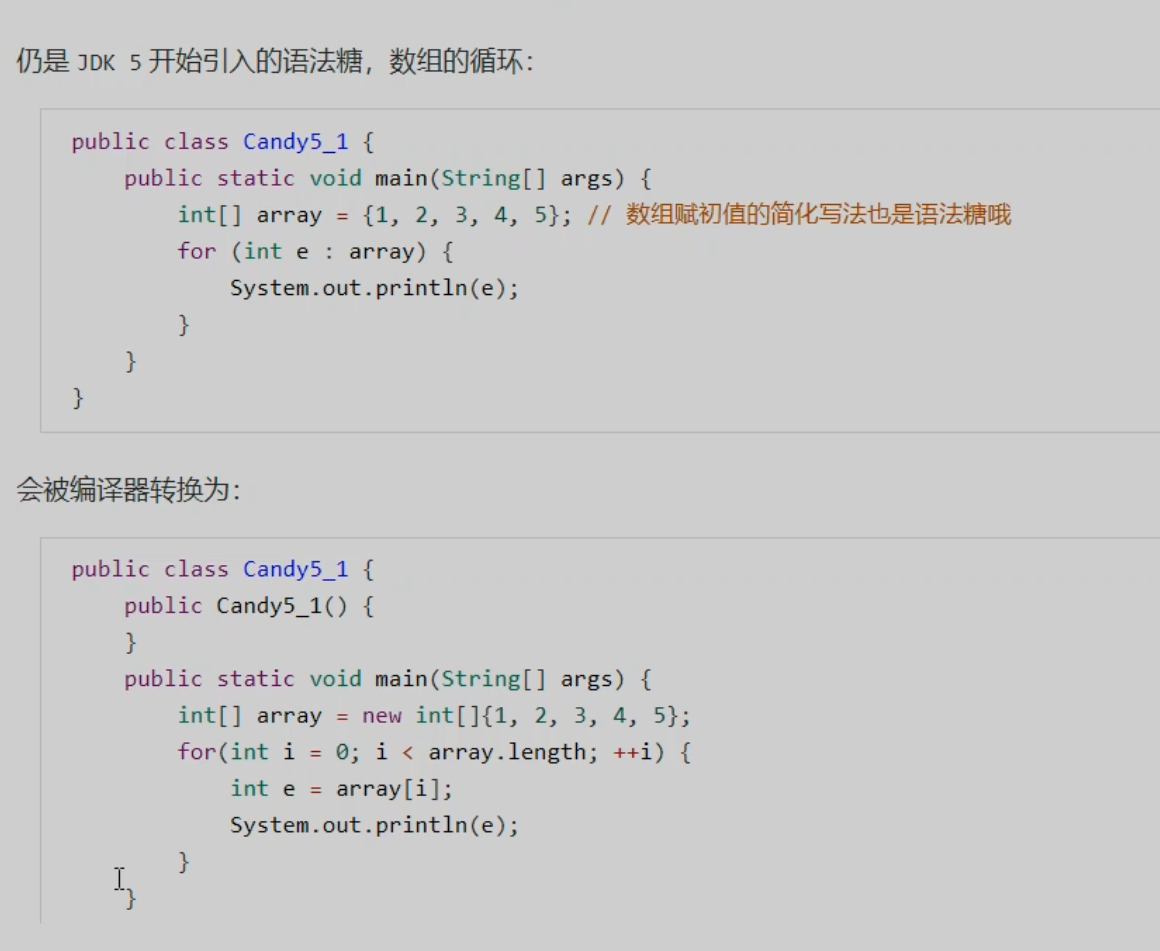 仍是 JDK 5 开始引入的语法糖，数组的循环：
public class Candy5_1 {
    public static void main(String[] args) {
        int[] array = {1, 2, 3, 4, 5}; // 数组赋初值的简化写法也是语法糖哦
        for (int e : array) {
            System.out.println(e);
        }
    }
}
会被编译器转换为：
public class Candy5_1 {
    public Candy5_1() {
    }
    public static void main(String[] args) {
        int[] array = new int[]{1, 2, 3, 4, 5};
        for(int i = 0; i < array.length; ++i) {
            int e = array[i];
            System.out.println(e);
        }
    }